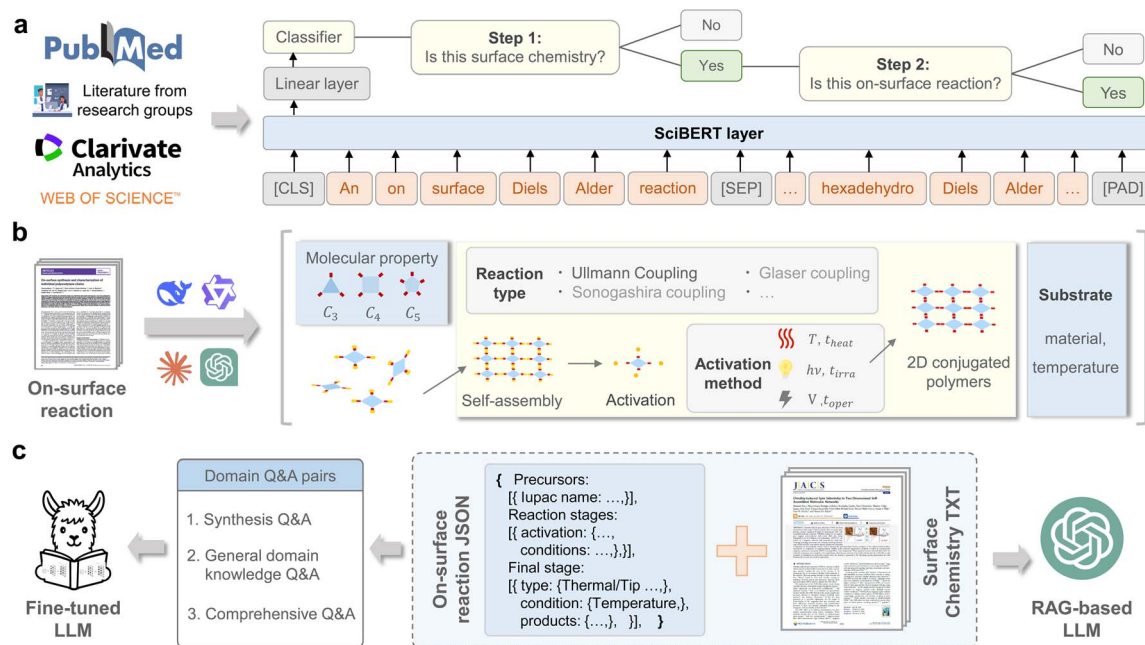 a
PubMed
Literature from
research groups
Clarivate
Analytics
WEB OF SCIENCE™
Classifier
Linear layer
Step 1:
Is this surface chemistry?
No
Yes
Step 2:
Is this on-surface reaction?
No
Yes
SciBERT layer
[CLS] An on surface Diels Alder reaction [SEP] ... hexadehydro Diels Alder ... [PAD]
b
On-surface
reaction
Molecular property
C3 C4 C5
Reaction
type
· Ullmann Coupling · Glaser coupling
· Sonogashira coupling · ...
Self-assembly
Activation
Activation
method
T, t_heat
hv, t_irra
V ,t_oper
2D conjugated
polymers
Substrate
material,
temperature
c
Fine-tuned
LLM
Domain Q&A pairs
1. Synthesis Q&A
2. General domain
knowledge Q&A
3. Comprehensive Q&A
On-surface
reaction JSON
{ Precursors:
[{ Iupac name: ....,}],
Reaction stages:
[{ activation: {...,
conditions: ....,},}],
Final stage:
[{ type: {Thermal/Tip ...,},
condition: {Temperature,},
products: {...,}, }], }
JACS
Surface
Chemistry TXT
RAG-based
LLM